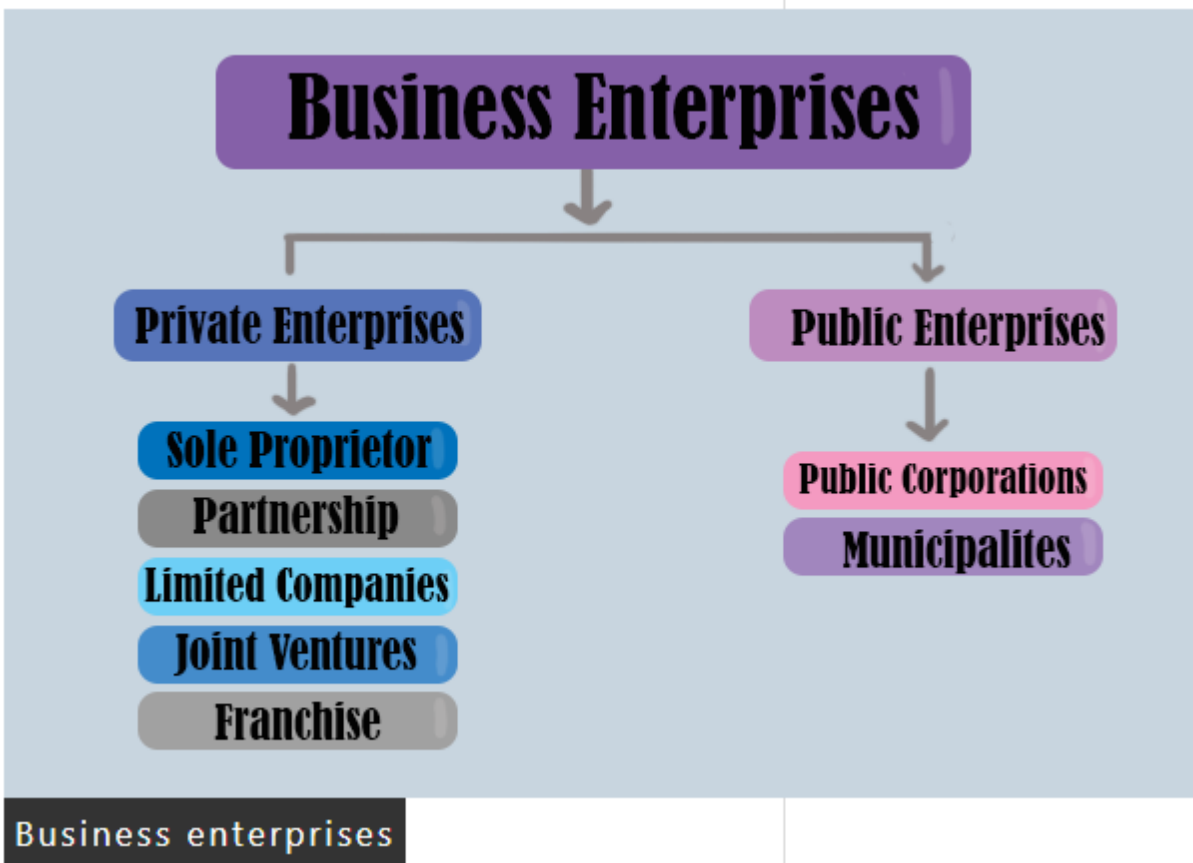 Business Enterprises
Private Enterprises
Public Enterprises
Sole Proprietor
Partnership
Limited Companies
Joint Ventures
Franchise
Public Corporations
Municipalites
Business enterprises